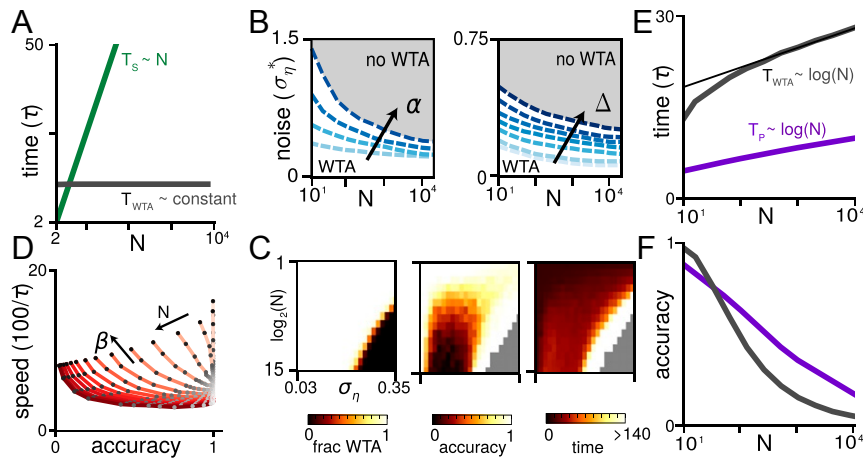 A
50
time (τ)
2
T_S ~ N
T_WTA ~ constant
2
N
10^4
B
1.5
noise (σ*_η)
0
no WTA
α
WTA
10^1
N
10^4
0.75
0
no WTA
Δ
WTA
10^1
N
10^4
E
30
time (τ)
0
T_WTA ~ log(N)
T_P ~ log(N)
10^1
N
10^4
D
20
speed (100/τ)
0
N
β
0
accuracy
1
C
1
log_2(N)
15
0.03
σ_η
0.35
0
1
frac WTA
0
1
accuracy
0
>140
time
F
1
accuracy
0
10^1
N
10^4